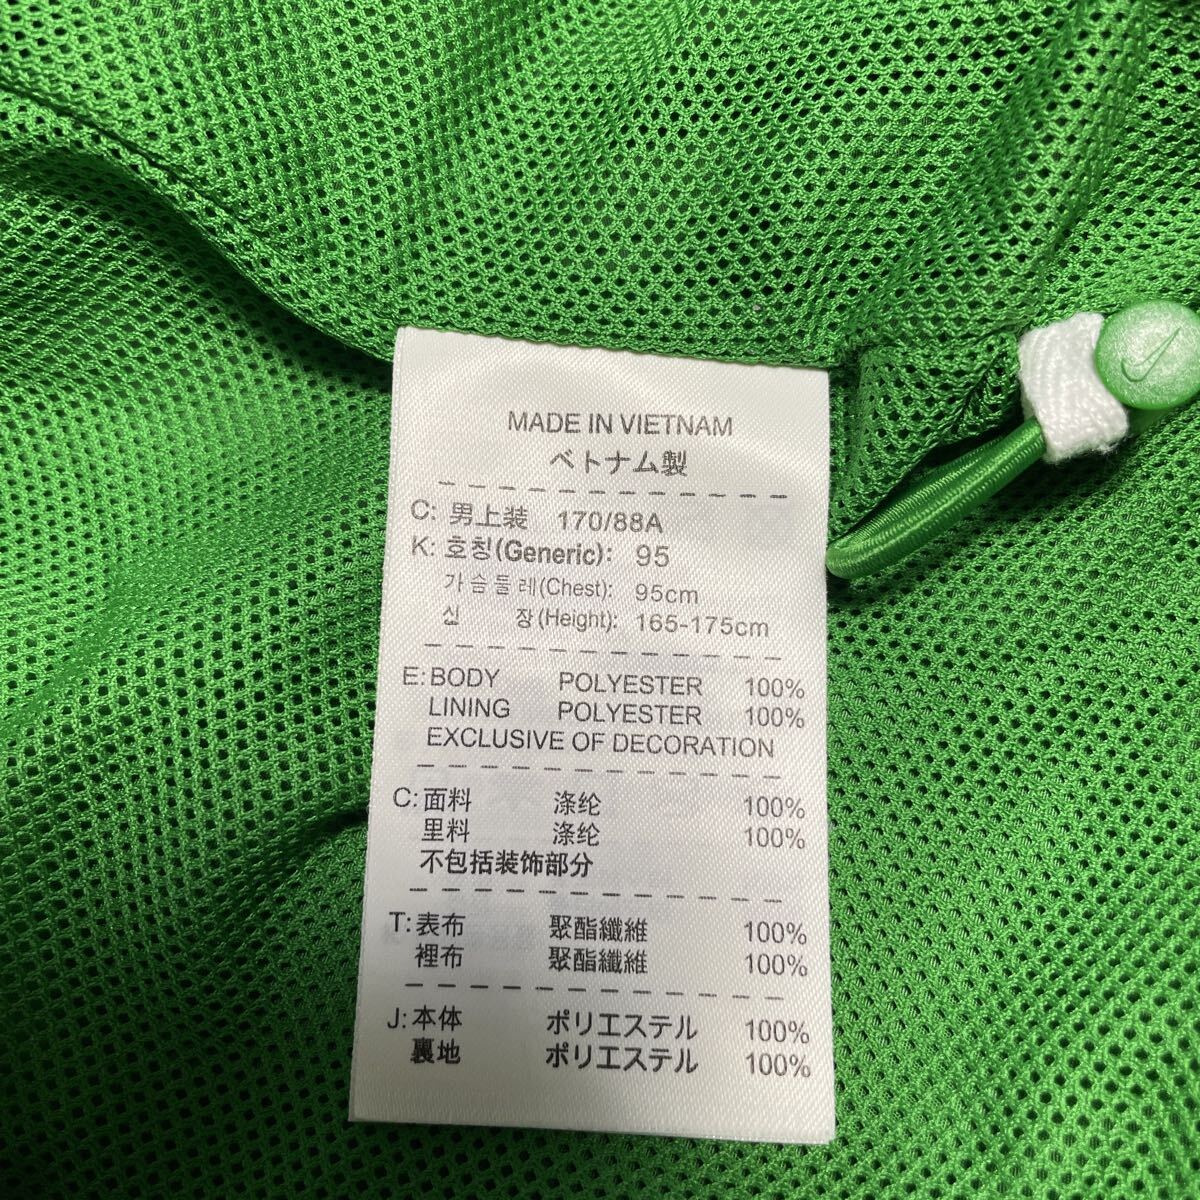 MADE IN VIETNAM
ベトナム製
C: 男上装 170/88A
K: 호칭(Generic): 95
가슴둘레(Chest): 95cm
신 장(Height): 165-175cm
E: BODY POLYESTER 100%
LINING POLYESTER 100%
EXCLUSIVE OF DECORATION
C: 面料 涤纶 100%
里料 涤纶 100%
不包括装饰部分
T: 表布 聚酯纖維 100%
裡布 聚酯纖維 100%
J: 本体 ポリエステル 100%
裏地 ポリエステル 100%